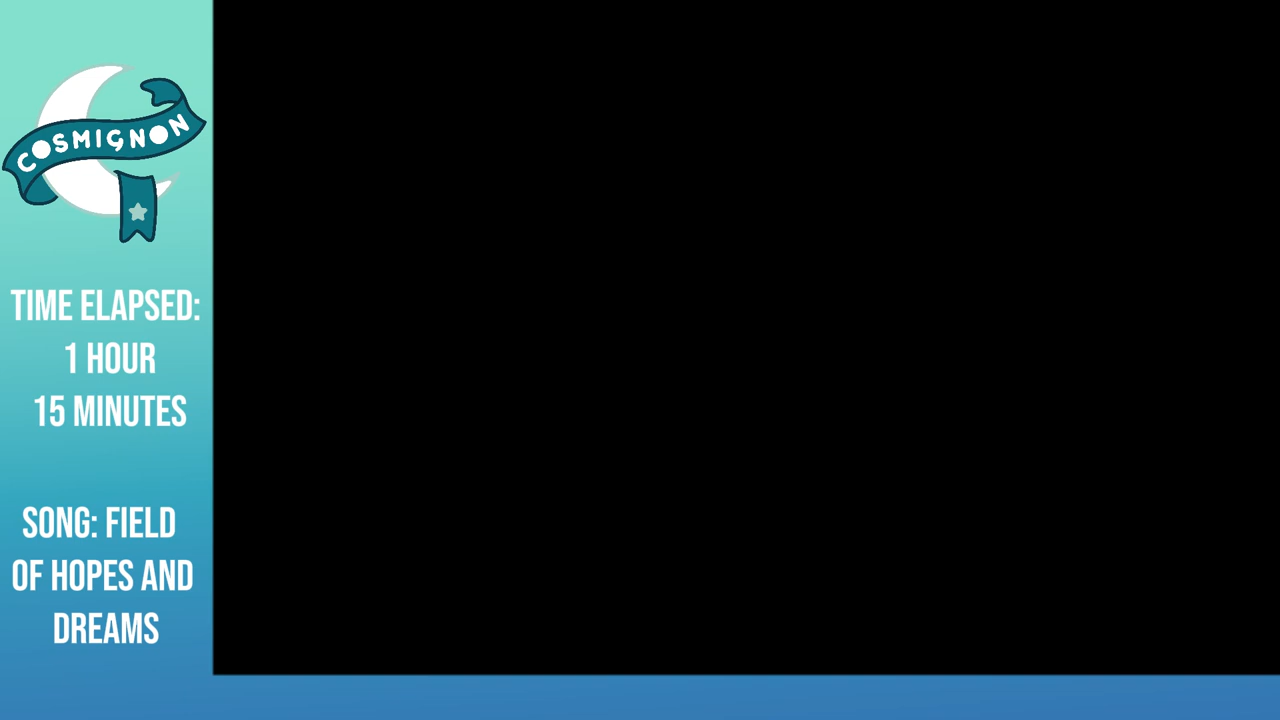 COSMIGNON
TIME ELAPSED:
1 HOUR
15 MINUTES
SONG: FIELD
OF HOPES AND
DREAMS